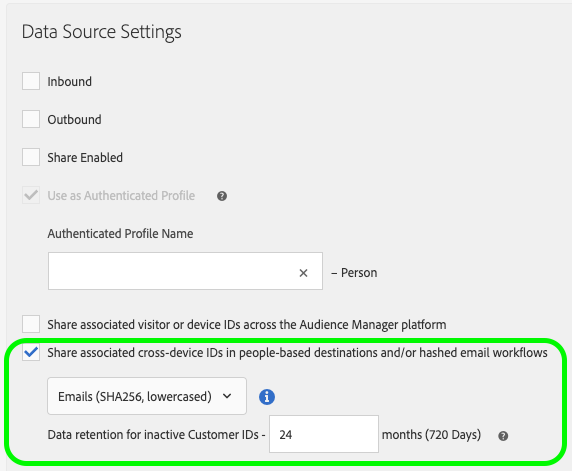 Data Source Settings
Inbound
Outbound
Share Enabled
Use as Authenticated Profile ?
Authenticated Profile Name
– Person
Share associated visitor or device IDs across the Audience Manager platform
Share associated cross-device IDs in people-based destinations and/or hashed email workflows
Emails (SHA256, lowercased) i
Data retention for inactive Customer IDs - 24 months (720 Days) ?